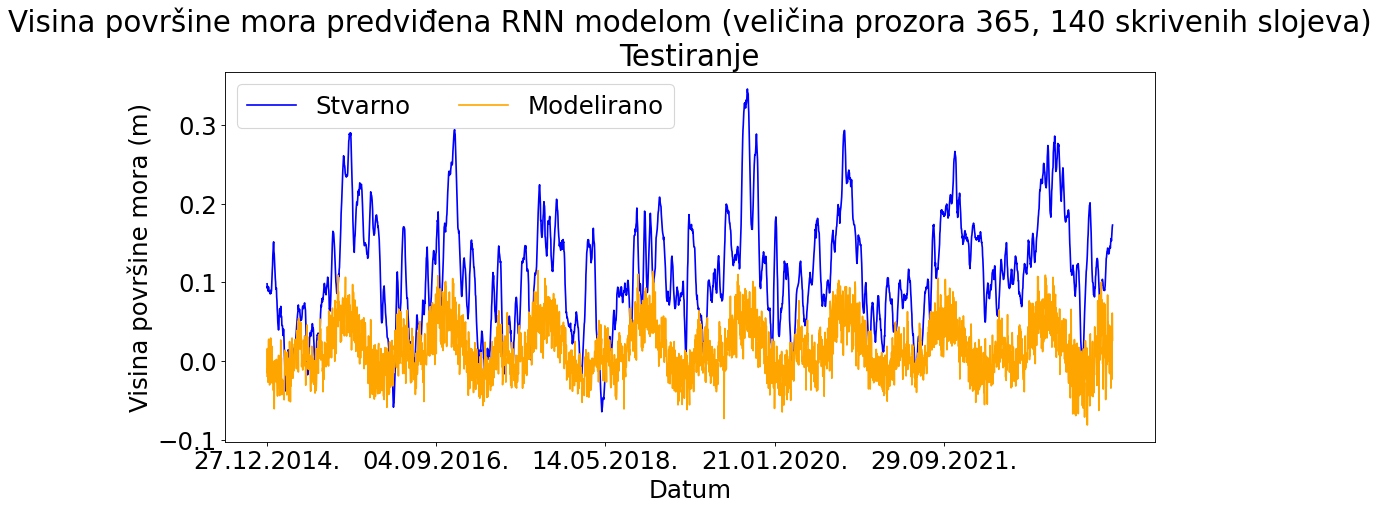 Visina površine mora predviđena RNN modelom (veličina prozora 365, 140 skrivenih slojeva)
Testiranje
Stvarno Modelirano
Visina površine mora (m)
0.3
0.2
0.1
0.0
−0.1
27.12.2014. 04.09.2016. 14.05.2018. 21.01.2020. 29.09.2021.
Datum